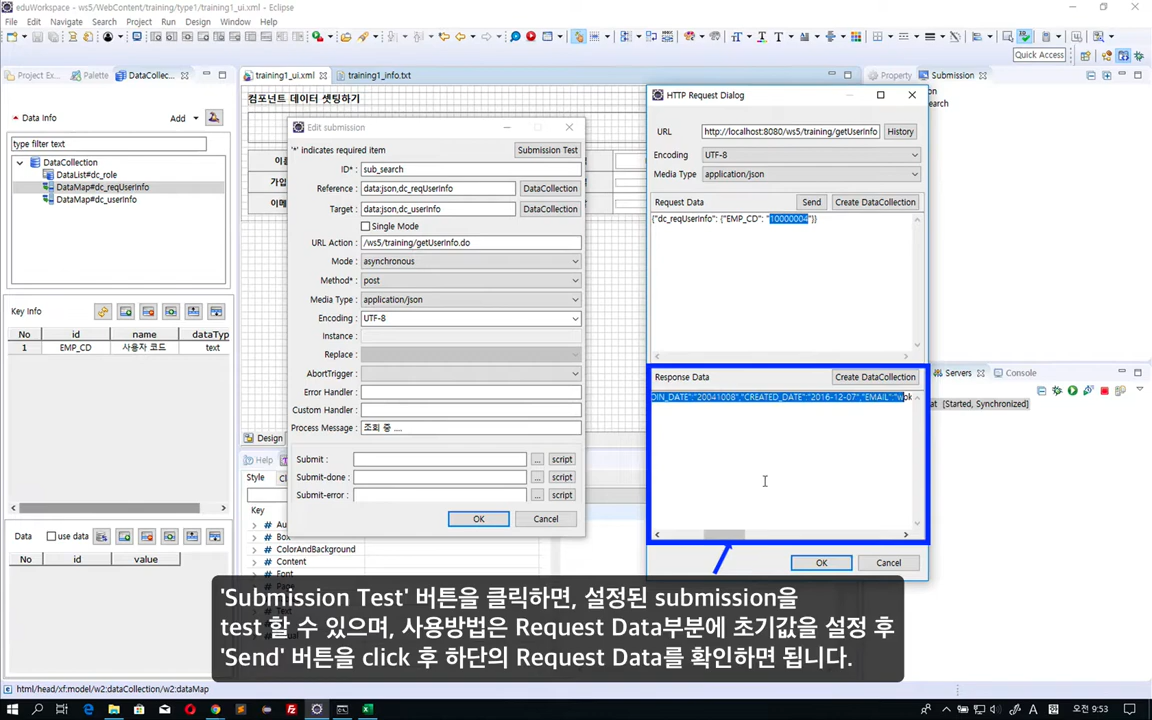 eduWorkspace - ws5/WebContent/training/type1/training1_ui.xml - Eclipse
File Edit Navigate Search Project Run Design Window Help
Quick Access
Project Ex...
Palette
DataCollec...
Data Info
Add
type filter text
DataCollection
DataList#dc_role
DataMap#dc_reqUserInfo
DataMap#dc_userInfo
Key Info
No id name dataTyp
1 EMP_CD 사용자 코드 text
Data
use data
No id value
training1_ui.xml
training1_info.txt
컴포넌트 데이터 셋팅하기
Edit submission
'*' indicates required item
Submission Test
ID* : sub_search
Reference : data:json,dc_reqUserInfo DataCollection
Target : data:json,dc_userInfo DataCollection
Single Mode
URL Action : /ws5/training/getUserInfo.do
Mode : asynchronous
Method* : post
Media Type : application/json
Encoding : UTF-8
Instance :
Replace :
AbortTrigger :
Error Handler :
Custom Handler :
Process Message : 조회 중 ....
Submit : ... script
Submit-done : ... script
Submit-error : ... script
OK Cancel
Design
Help
Style
Key
Box
ColorAndBackground
Content
Font
HTTP Request Dialog
URL http://localhost:8080/ws5/training/getUserInfo History
Encoding UTF-8
Media Type application/json
Request Data Send Create DataCollection
{"dc_reqUserInfo": {"EMP_CD": "10000004"}}
Response Data Create DataCollection
OIN_DATE":"20041008","CREATED_DATE":"2016-12-07","EMAIL":"wok
OK Cancel
Property
Submission
Servers
Console
[Started, Synchronized]
'Submission Test' 버튼을 클릭하면, 설정된 submission을
test 할 수 있으며, 사용방법은 Request Data부분에 초기값을 설정 후
'Send' 버튼을 click 후 하단의 Request Data를 확인하면 됩니다.
html/head/xf:model/w2:dataCollection/w2:dataMap
오전 9:53